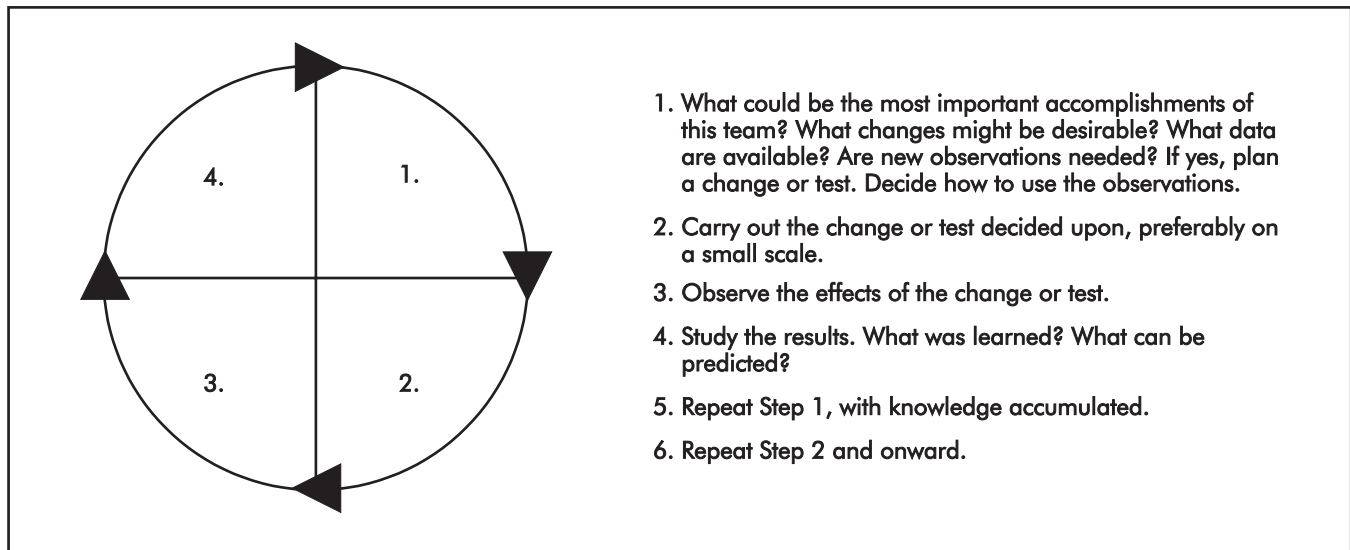 4.
1.
3.
2.
1. What could be the most important accomplishments of
this team? What changes might be desirable? What data
are available? Are new observations needed? If yes, plan
a change or test. Decide how to use the observations.
2. Carry out the change or test decided upon, preferably on
a small scale.
3. Observe the effects of the change or test.
4. Study the results. What was learned? What can be
predicted?
5. Repeat Step 1, with knowledge accumulated.
6. Repeat Step 2 and onward.